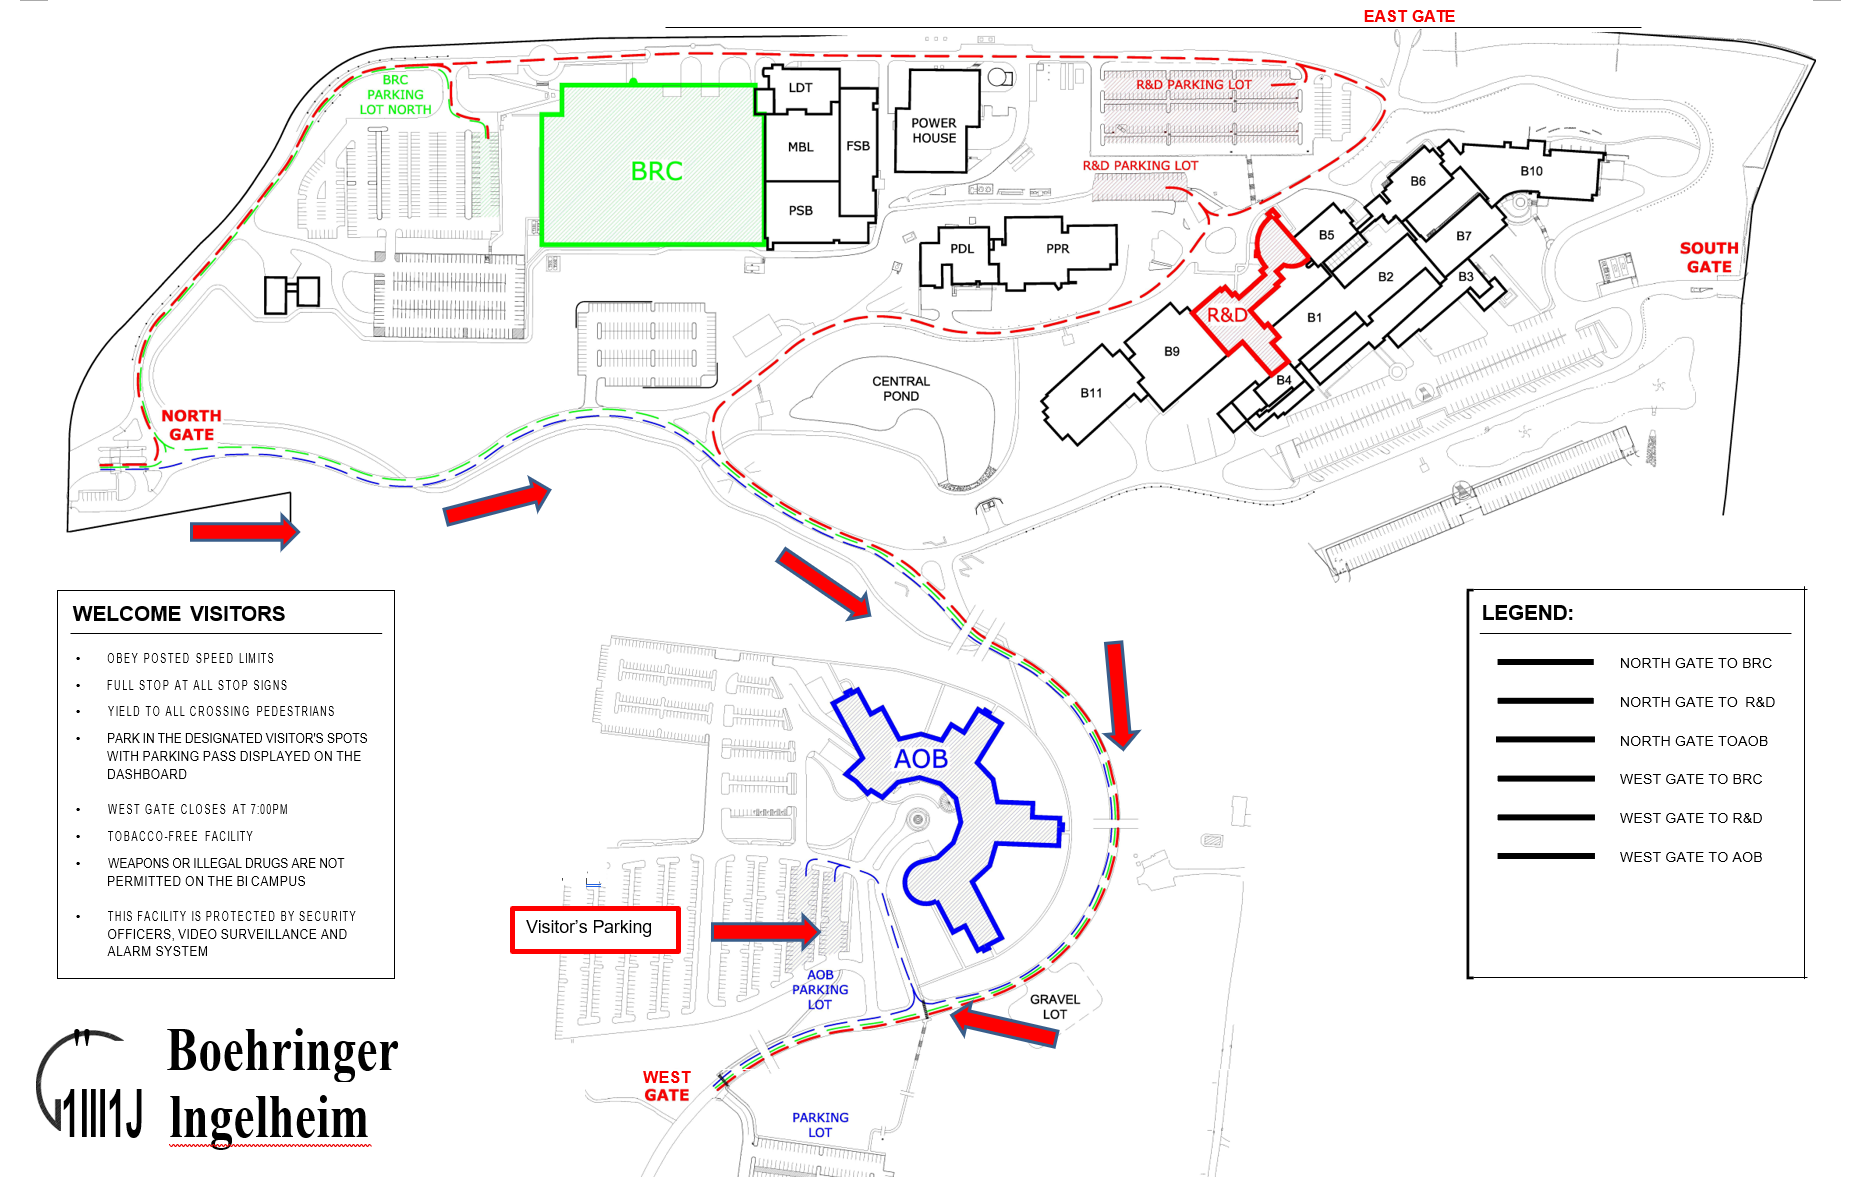 EAST GATE
BRC
PARKING
LOT NORTH
LDT
R&D PARKING LOT
BRC
MBL
FSB
POWER
HOUSE
R&D PARKING LOT
B6
B10
PSB
PDL
PPR
B5
B7
SOUTH
GATE
B2
B3
R&D
B1
B9
B4
B11
CENTRAL
POND
NORTH
GATE
WELCOME VISITORS
• OBEY POSTED SPEED LIMITS
• FULL STOP AT ALL STOP SIGNS
• YIELD TO ALL CROSSING PEDESTRIANS
• PARK IN THE DESIGNATED VISITOR'S SPOTS
WITH PARKING PASS DISPLAYED ON THE
DASHBOARD
• WEST GATE CLOSES AT 7:00PM
• TOBACCO-FREE FACILITY
• WEAPONS OR ILLEGAL DRUGS ARE NOT
PERMITTED ON THE BI CAMPUS
• THIS FACILITY IS PROTECTED BY SECURITY
OFFICERS, VIDEO SURVEILLANCE AND
ALARM SYSTEM
LEGEND:
NORTH GATE TO BRC
NORTH GATE TO R&D
NORTH GATE TOAOB
WEST GATE TO BRC
WEST GATE TO R&D
WEST GATE TO AOB
AOB
Visitor's Parking
AOB
PARKING
LOT
GRAVEL
LOT
WEST
GATE
PARKING
LOT
Boehringer
Ingelheim